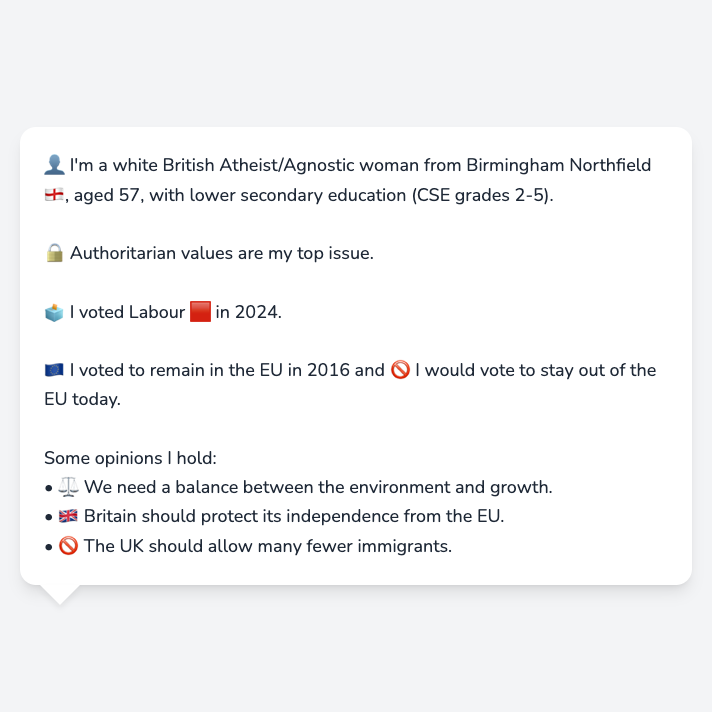 👤 I'm a white British Atheist/Agnostic woman from Birmingham Northfield
🏴󠁧󠁢󠁥󠁮󠁧󠁿, aged 57, with lower secondary education (CSE grades 2-5).
🔒 Authoritarian values are my top issue.
🗳️ I voted Labour 🟥 in 2024.
🇪🇺 I voted to remain in the EU in 2016 and 🚫 I would vote to stay out of the
EU today.
Some opinions I hold:
• ⚖️ We need a balance between the environment and growth.
• 🇬🇧 Britain should protect its independence from the EU.
• 🚫 The UK should allow many fewer immigrants.